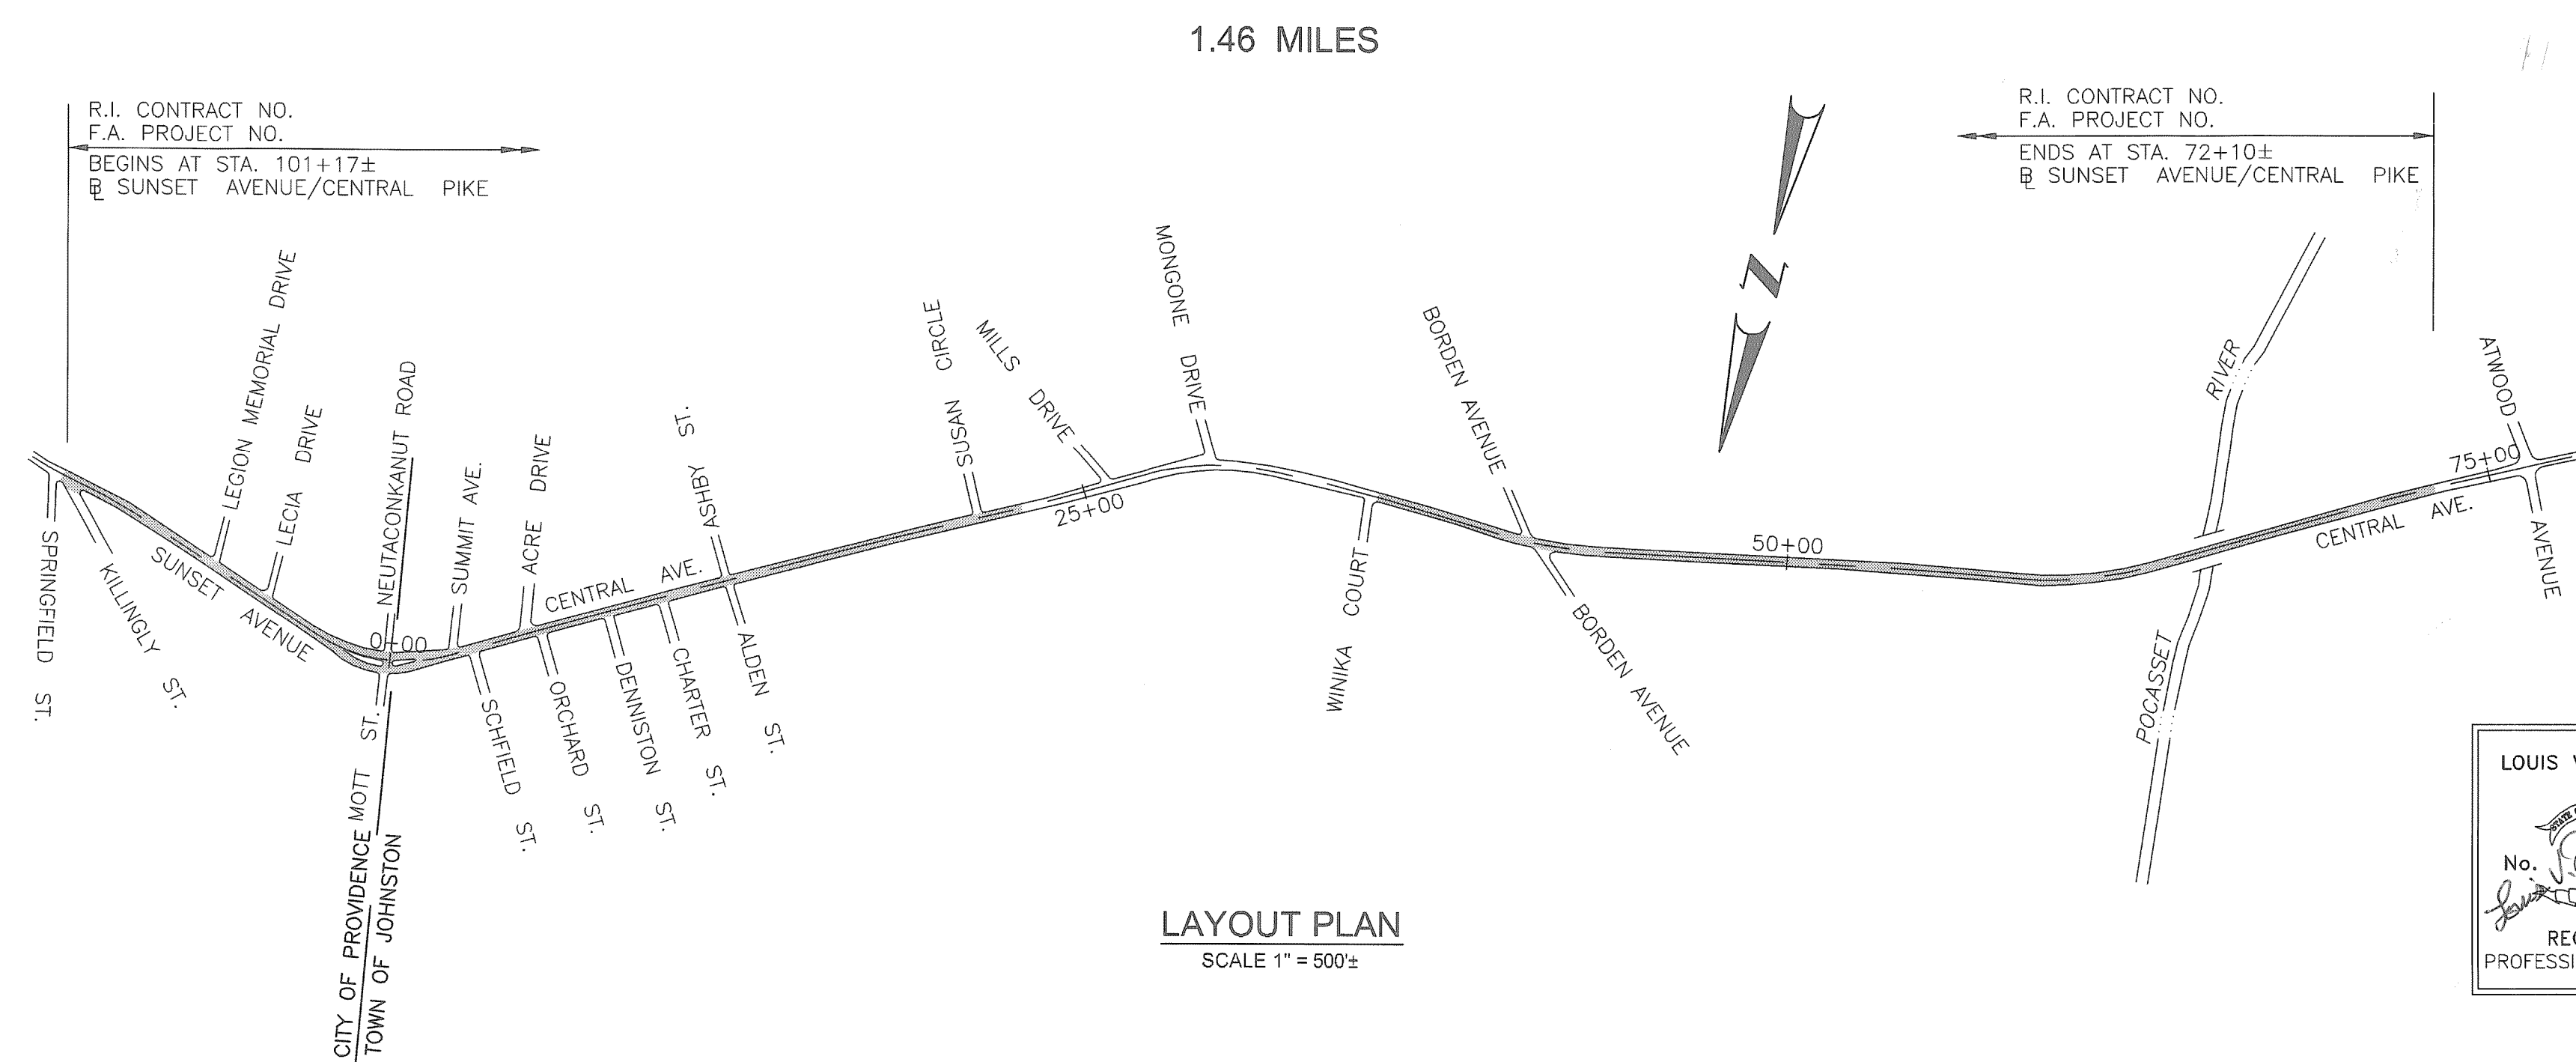 1.46 MILES
R.I. CONTRACT NO.
F.A. PROJECT NO.
BEGINS AT STA. 101+17±
℄ SUNSET AVENUE/CENTRAL PIKE
R.I. CONTRACT NO.
F.A. PROJECT NO.
ENDS AT STA. 72+10±
℄ SUNSET AVENUE/CENTRAL PIKE
N
SPRINGFIELD ST.
KILLINGLY ST.
SUNSET AVENUE
LEGION MEMORIAL DRIVE
LECIA DRIVE
NEUTACONKANUT ROAD
0+00
MOTT ST.
CITY OF PROVIDENCE
TOWN OF JOHNSTON
SUMMIT AVE.
SCHFIELD ST.
ACRE DRIVE
ORCHARD ST.
CENTRAL AVE.
DENNISTON ST.
CHARTER ST.
ASHBY ST.
ALDEN ST.
SUSAN CIRCLE
MILLS DRIVE
25+00
MONGONE DRIVE
WINIKA COURT
BORDEN AVENUE
BORDEN AVENUE
50+00
POCASSET RIVER
CENTRAL AVE.
75+00
ATWOOD AVENUE
LAYOUT PLAN
SCALE 1" = 500'±
LOUIS
STATE
No.
PROFESSI